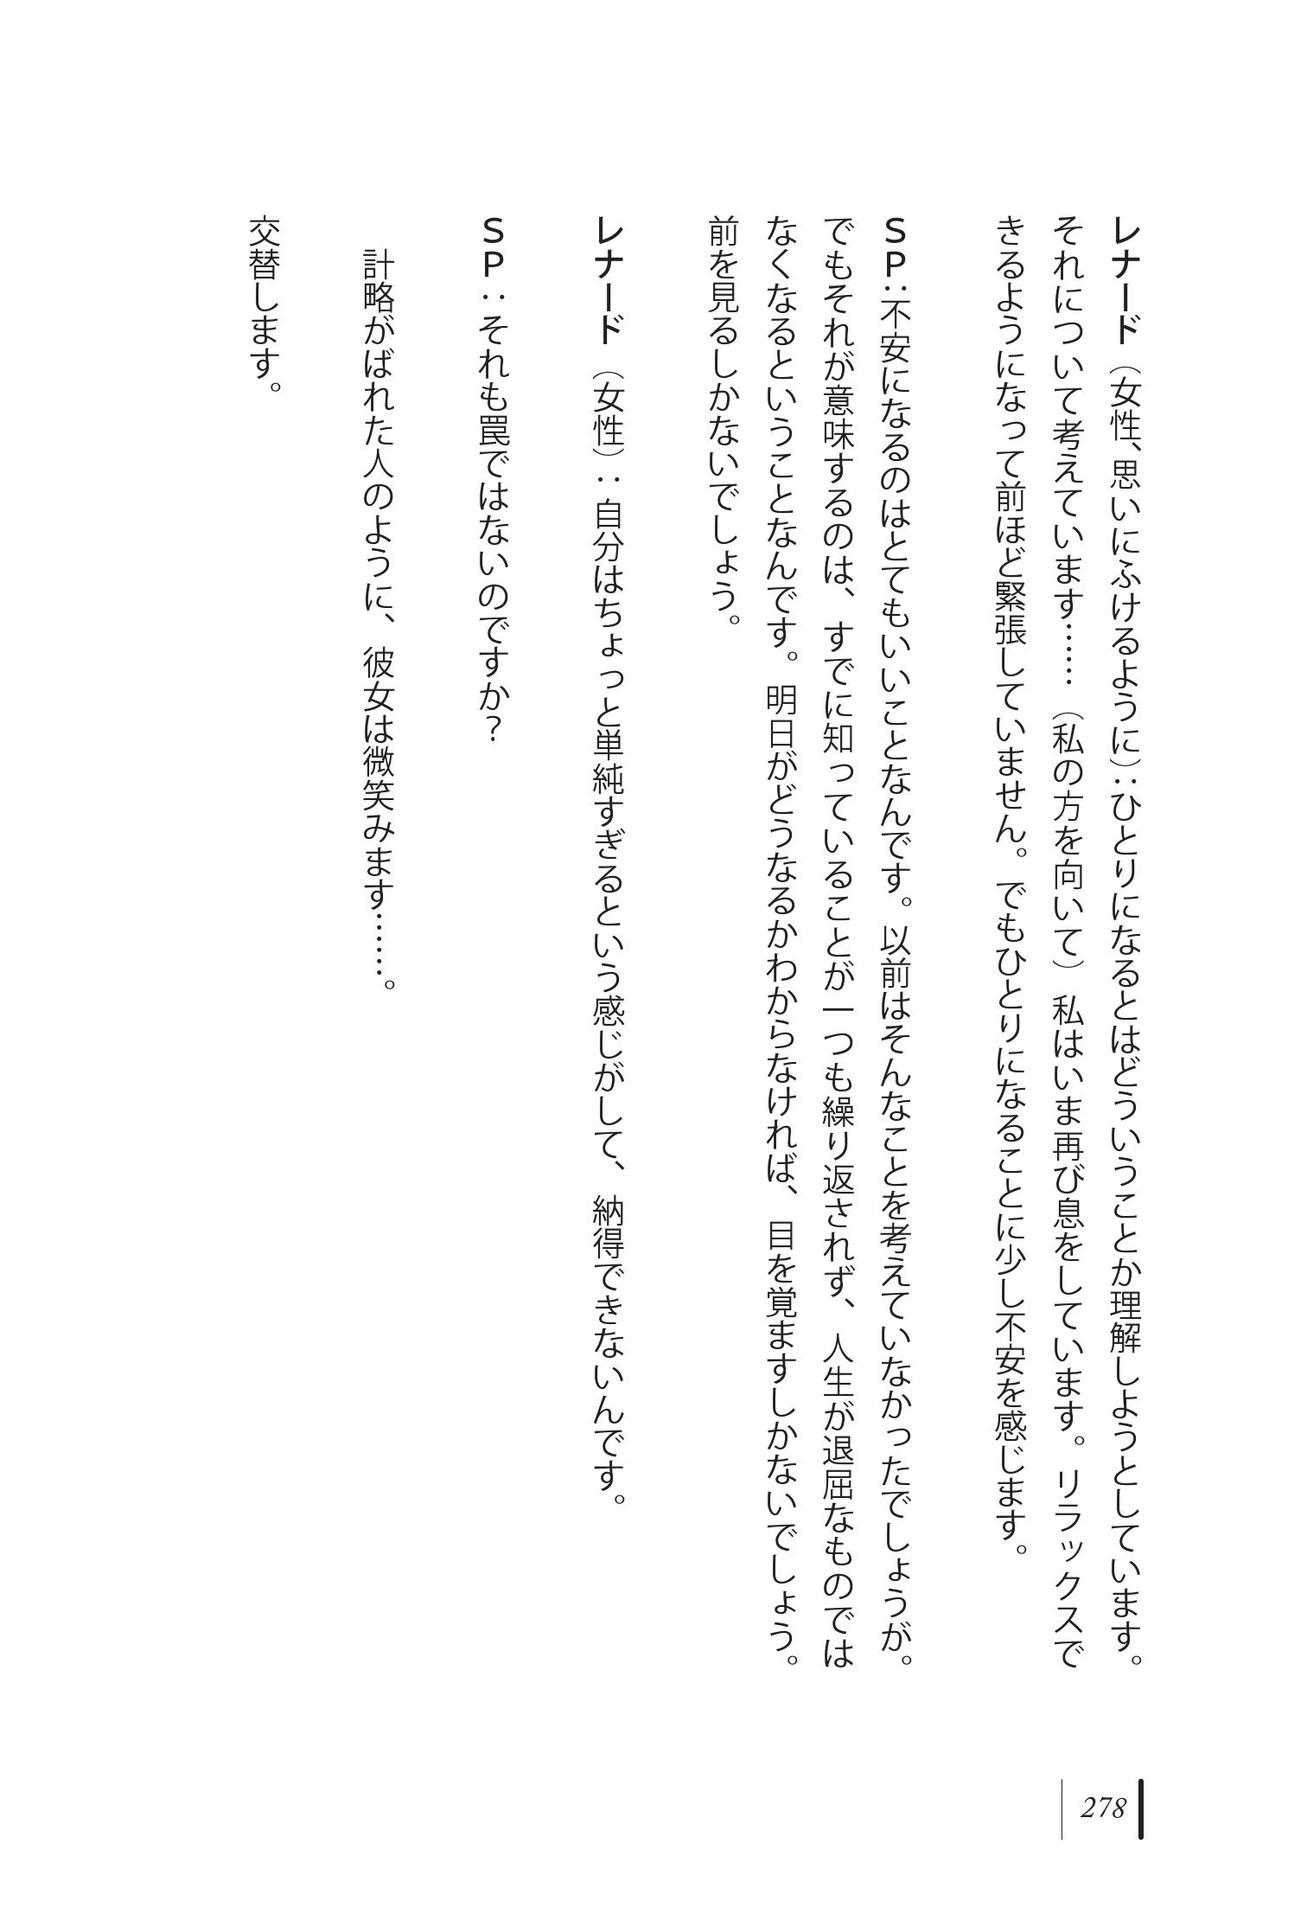 レナード（女性、思いにふけるように）：ひとりになるとはどういうことか理解しようとしています。
それについて考えています……（私の方を向いて）私はいま再び息をしています。リラックスで
きるようになって前ほど緊張していません。でもひとりになることに少し不安を感じます。
ＳＰ：不安になるのはとてもいいことなんです。以前はそんなことを考えていなかったでしょうが。
でもそれが意味するのは、すでに知っていることが一つも繰り返されず、人生が退屈なものでは
なくなるということなんです。明日がどうなるかわからなければ、目を覚ますしかないでしょう。
前を見るしかないでしょう。
レナード（女性）：自分はちょっと単純すぎるという感じがして、納得できないんです。
ＳＰ：それも罠ではないのですか？
計略がばれた人のように、彼女は微笑みます……。
交替します。
278